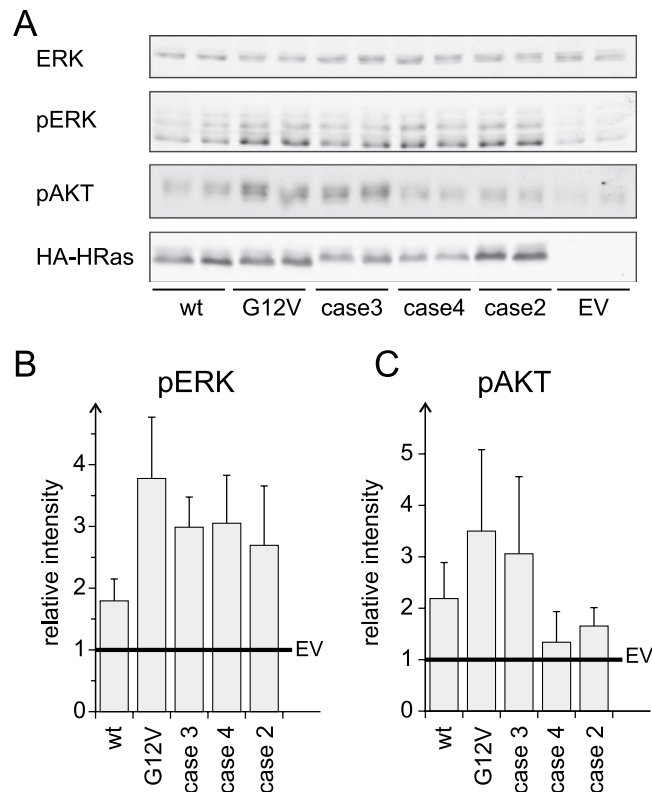 A
ERK
pERK
pAKT
HA-HRas
wt G12V case3 case4 case2 EV
B C
pERK pAKT
relative intensity
4
3
2
1
0
EV
wt G12V case 3 case 4 case 2
relative intensity
5
4
3
2
1
0
EV
wt G12V case 3 case 4 case 2